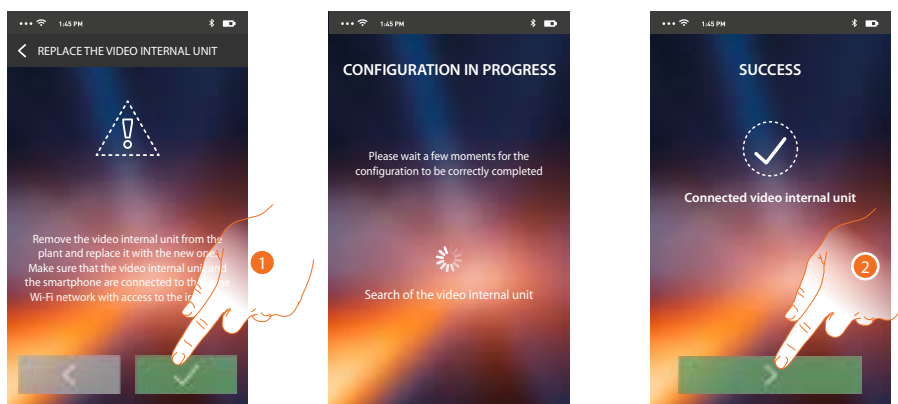 1:45 PM
REPLACE THE VIDEO INTERNAL UNIT
Remove the video internal unit from the
plant and replace it with the new one.
Make sure that the video internal unit and
the smartphone are connected to the
Wi-Fi network with access to the
1
1:45 PM
CONFIGURATION IN PROGRESS
Please wait a few moments for the
configuration to be correctly completed
Search of the video internal unit
1:45 PM
SUCCESS
Connected video internal unit
2